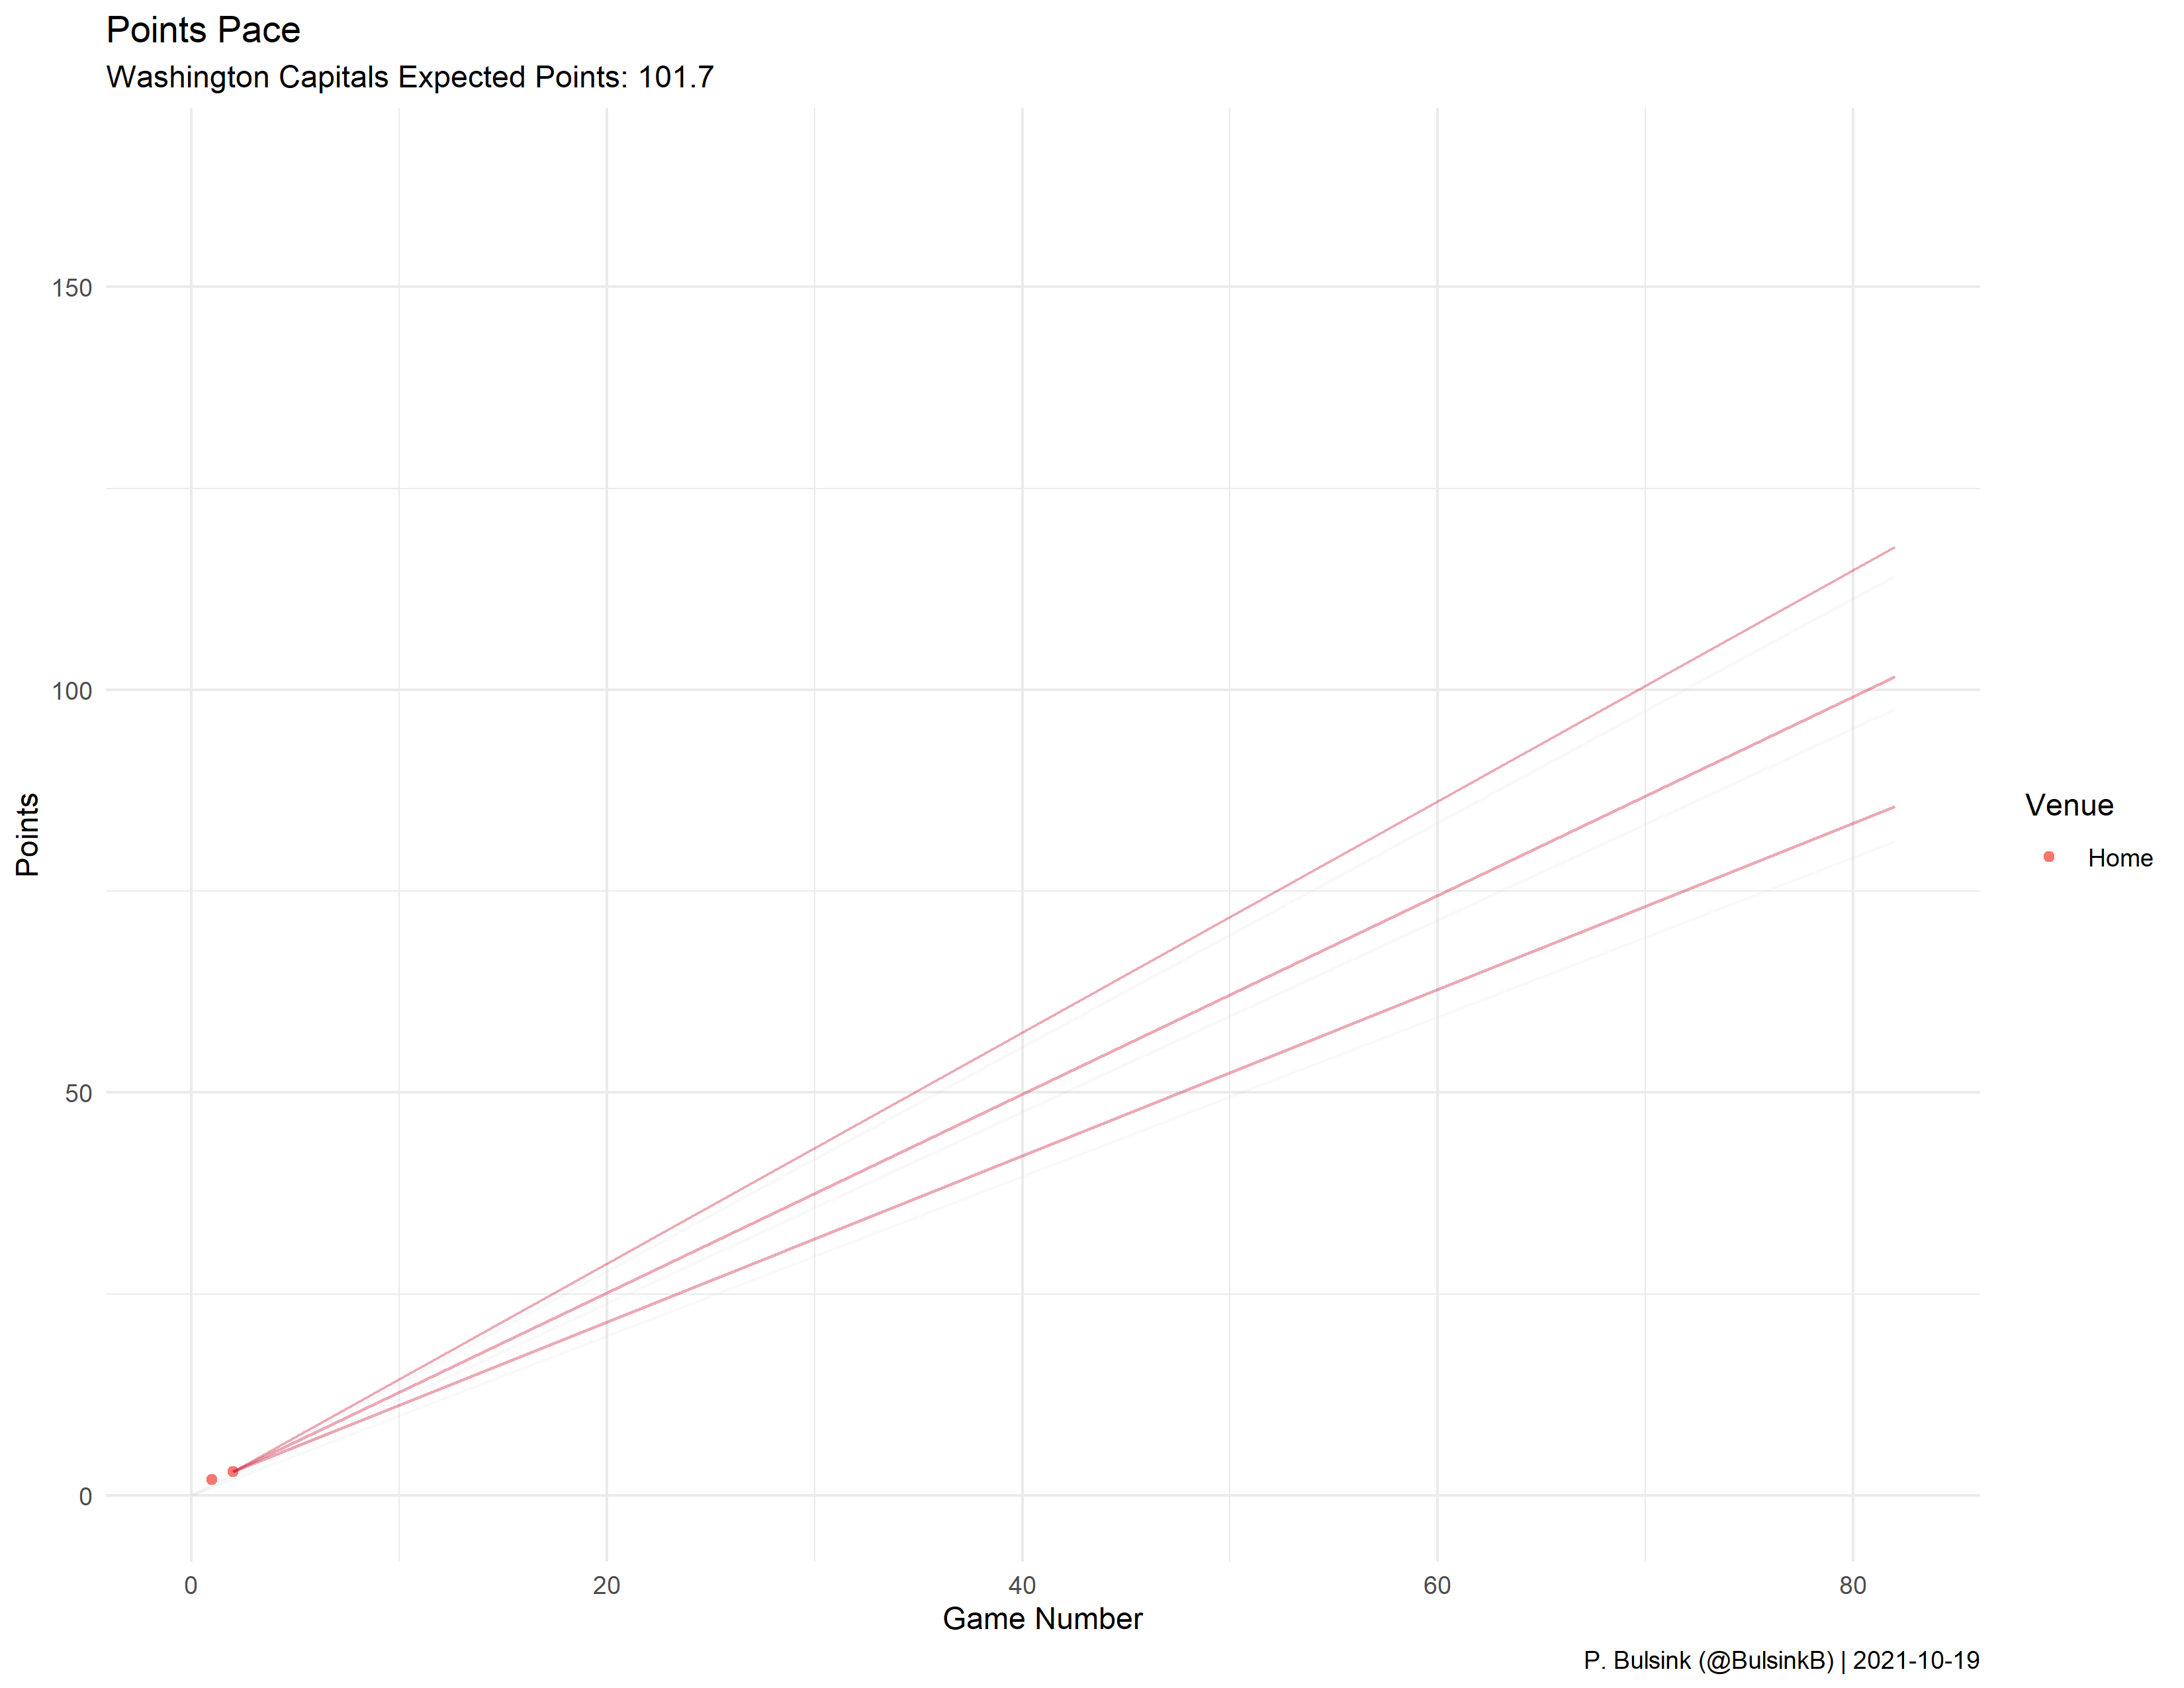 Points Pace
Washington Capitals Expected Points: 101.7
150
100
50
0
Points
0 20 40 60 80
Game Number
Venue
Home
P. Bulsink (@BulsinkB) | 2021-10-19